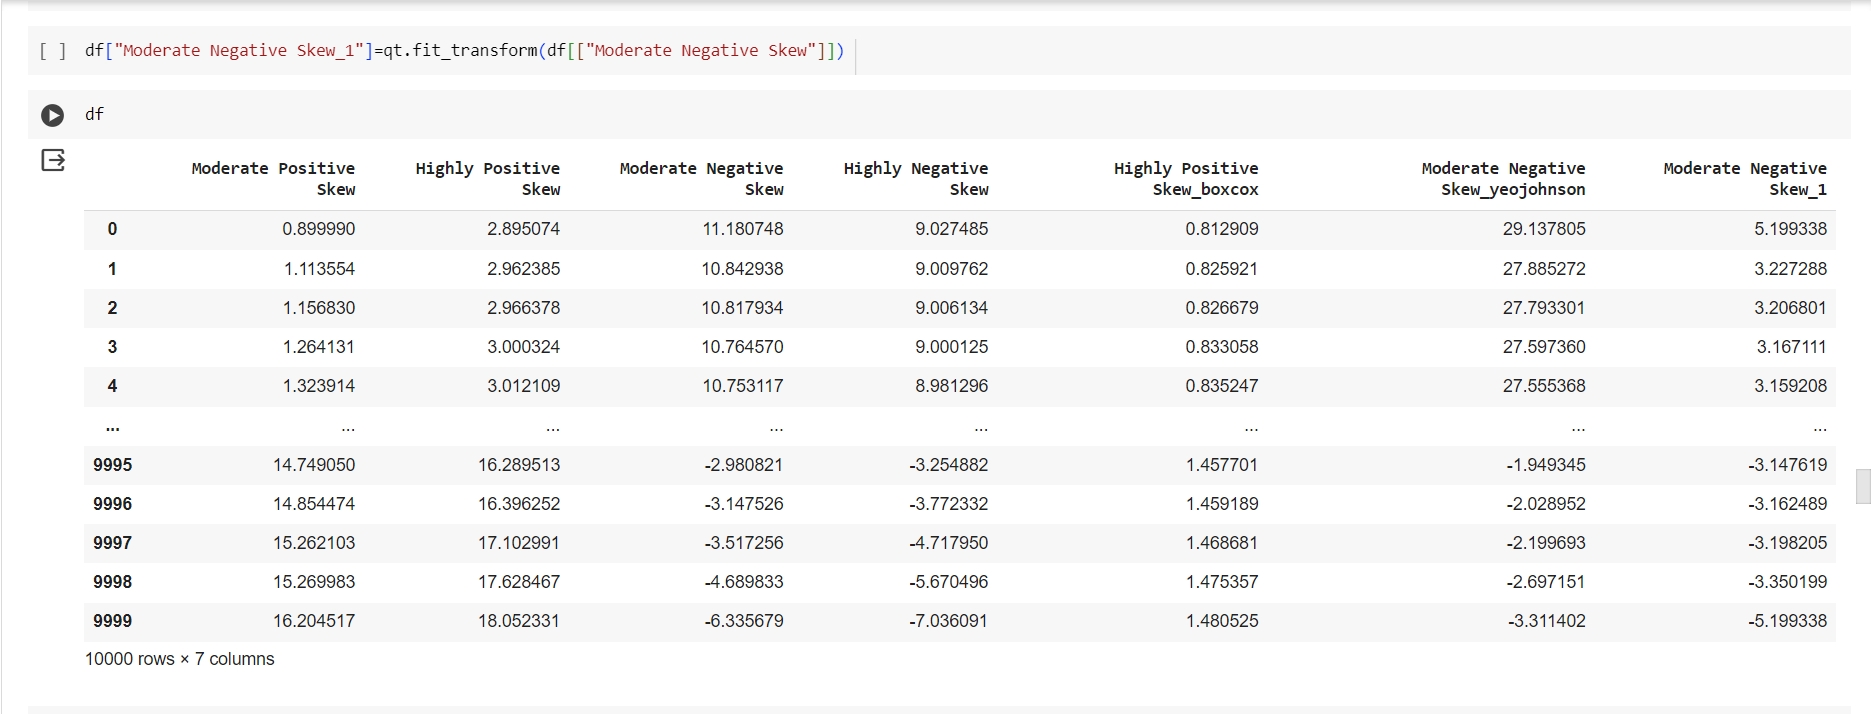 [ ] df["Moderate Negative Skew_1"]=qt.fit_transform(df[["Moderate Negative Skew"]])
df
Moderate Positive Skew Highly Positive Skew Moderate Negative Skew Highly Negative Skew Highly Positive Skew_boxcox Moderate Negative Skew_yeojohnson Moderate Negative Skew_1
0 0.899990 2.895074 11.180748 9.027485 0.812909 29.137805 5.199338
1 1.113554 2.962385 10.842938 9.009762 0.825921 27.885272 3.227288
2 1.156830 2.966378 10.817934 9.006134 0.826679 27.793301 3.206801
3 1.264131 3.000324 10.764570 9.000125 0.833058 27.597360 3.167111
4 1.323914 3.012109 10.753117 8.981296 0.835247 27.555368 3.159208
... ... ... ... ... ... ... ...
9995 14.749050 16.289513 -2.980821 -3.254882 1.457701 -1.949345 -3.147619
9996 14.854474 16.396252 -3.147526 -3.772332 1.459189 -2.028952 -3.162489
9997 15.262103 17.102991 -3.517256 -4.717950 1.468681 -2.199693 -3.198205
9998 15.269983 17.628467 -4.689833 -5.670496 1.475357 -2.697151 -3.350199
9999 16.204517 18.052331 -6.335679 -7.036091 1.480525 -3.311402 -5.199338
10000 rows × 7 columns